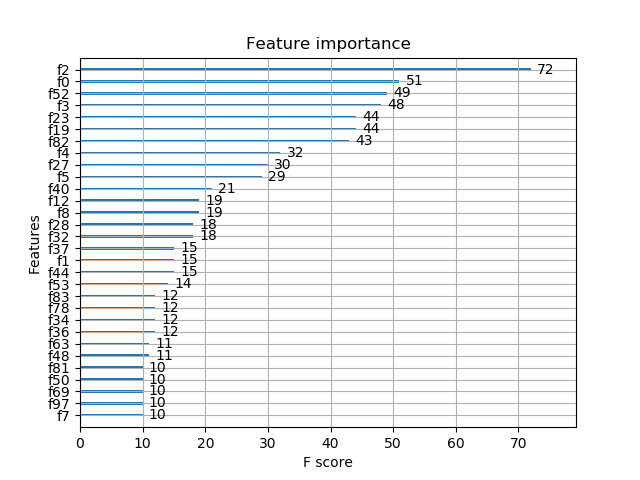 Feature importance
f2 72
f0 51
f52 49
f3 48
f23 44
f19 44
f82 43
f4 32
f27 30
f5 29
f40 21
f12 19
f8 19
f28 18
f32 18
f37 15
f1 15
f44 15
f53 14
f83 12
f78 12
f34 12
f36 12
f63 11
f48 11
f81 10
f50 10
f69 10
f97 10
f7 10
Features
0 10 20 30 40 50 60 70
F score